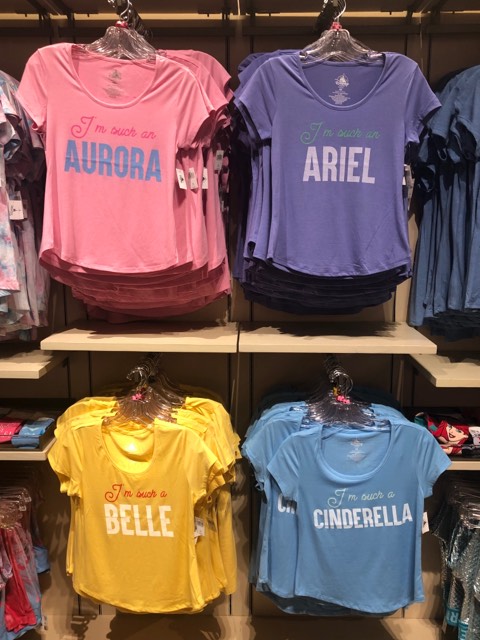 I'm such an
AURORA
I'm such an
ARIEL
I'm such a
BELLE
I'm such a
CINDERELLA